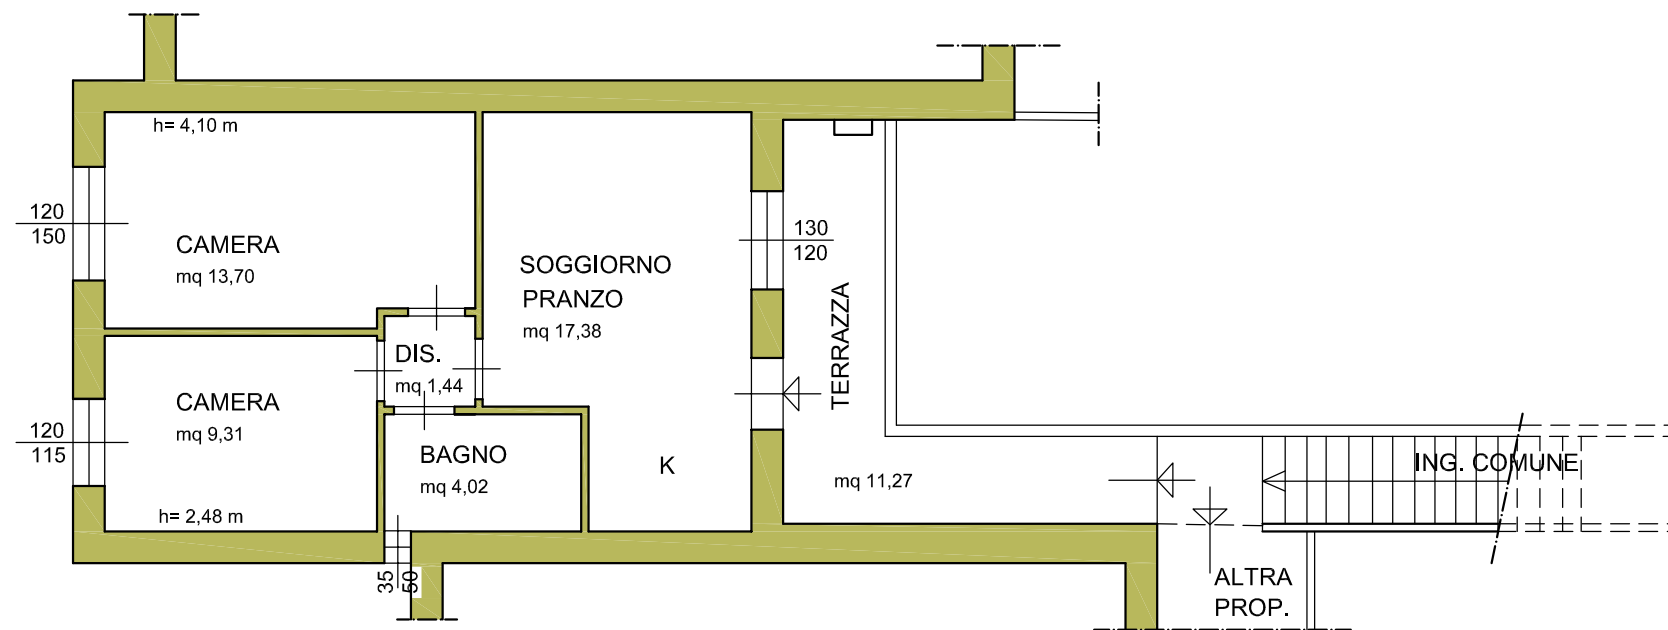 h= 4,10 m
120
150
CAMERA
mq 13,70
SOGGIORNO
PRANZO
mq 17,38
130
120
TERRAZZA
DIS.
mq 1,44
CAMERA
mq 9,31
120
115
BAGNO
mq 4,02
K
mq 11,27
ING. COMUNE
h= 2,48 m
35
50
ALTRA
PROP.